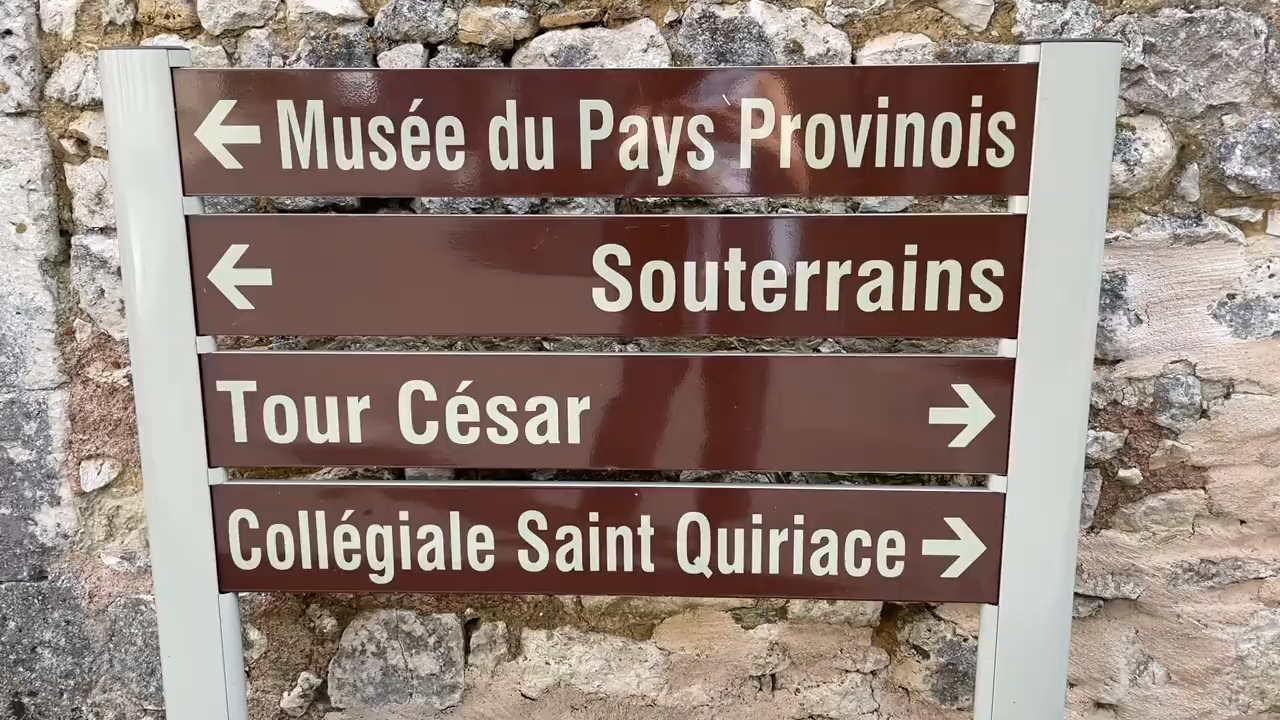 ← Musée du Pays Provinois
← Souterrains
Tour César →
Collégiale Saint Quiriace →